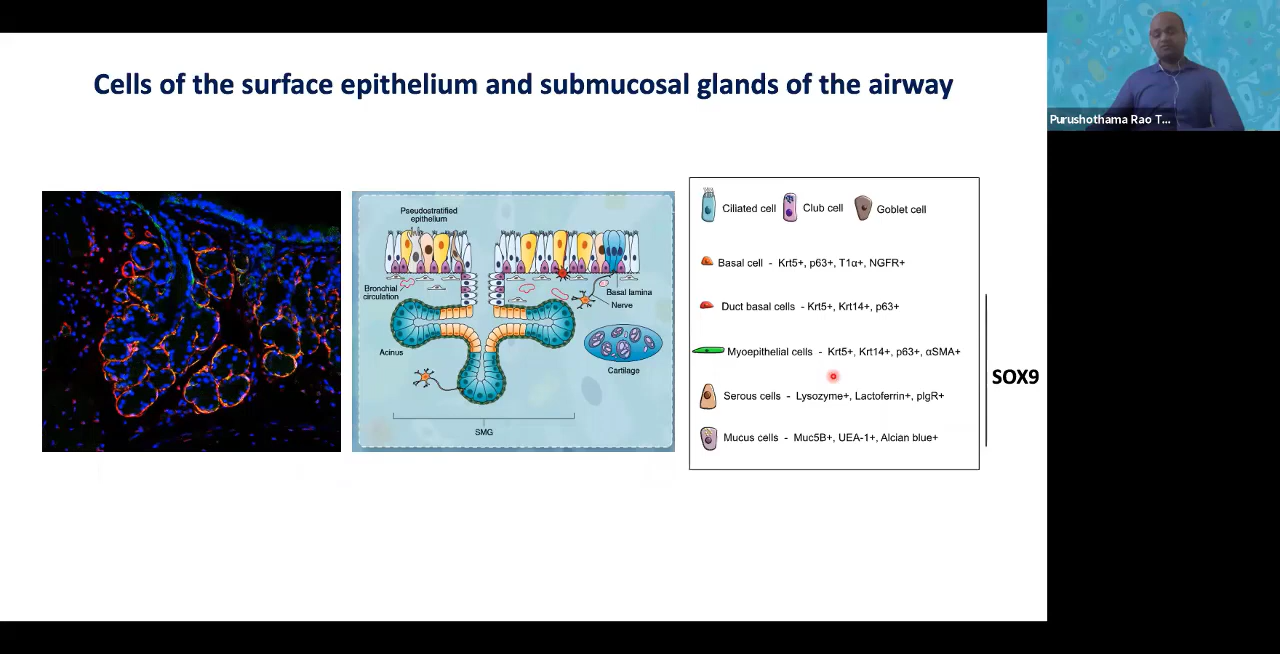 Cells of the surface epithelium and submucosal glands of the airway
Purushothama Rao T...
Pseudostratified
epithelium
Bronchial
circulation
Basal lamina
Nerve
Acinus
Cartilage
SMG
Ciliated cell
Club cell
Goblet cell
Basal cell - Krt5+, p63+, T1α+, NGFR+
Duct basal cells - Krt5+, Krt14+, p63+
Myoepithelial cells - Krt5+, Krt14+, p63+, αSMA+
Serous cells - Lysozyme+, Lactoferrin+, pIgR+
Mucus cells - Muc5B+, UEA-1+, Alcian blue+
SOX9